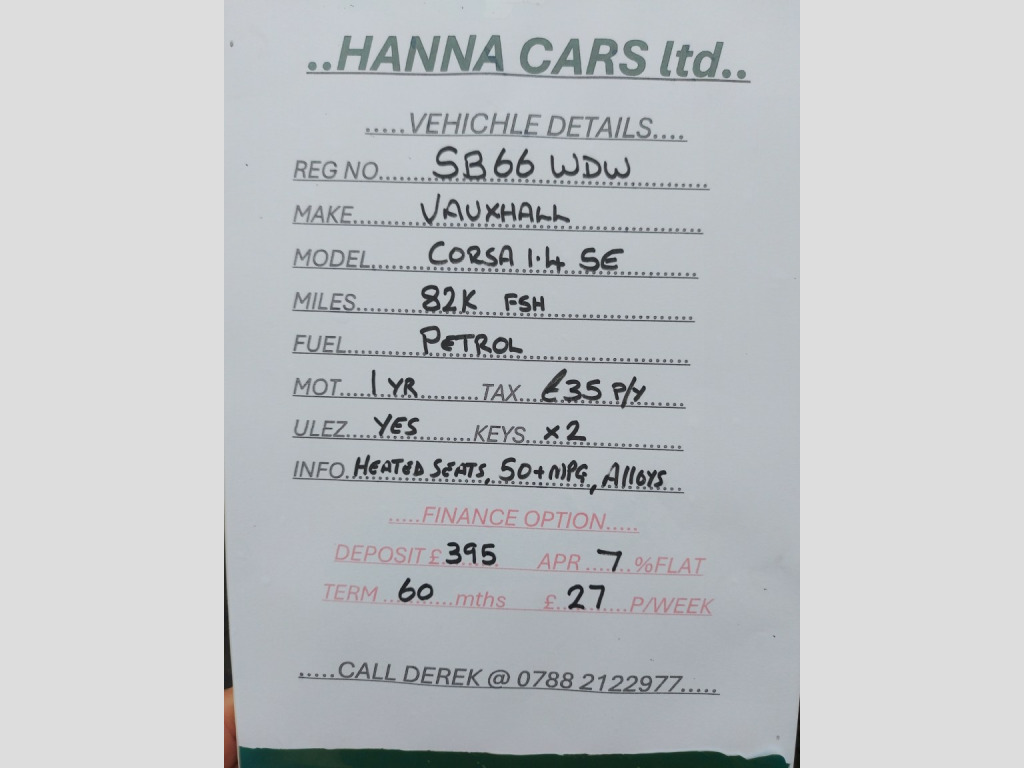 ..HANNA CARS ltd..
.....VEHICHLE DETAILS....
REG NO......SB66 WDW..........
MAKE..........VAUXHALL..................
MODEL........CORSA 1.4 SE............
MILES..........82K FSH......................
FUEL............PETROL.........................
MOT....1 YR..........TAX...£35 P/Y......
ULEZ....YES........KEYS..x2...............
INFO.HEATED SEATS, 50+MPG, Alloys
.....FINANCE OPTION.....
DEPOSIT £.395 APR ....7..%FLAT
TERM ...60.......mths £..27....P/WEEK
.....CALL DEREK @ 0788 2122977.....